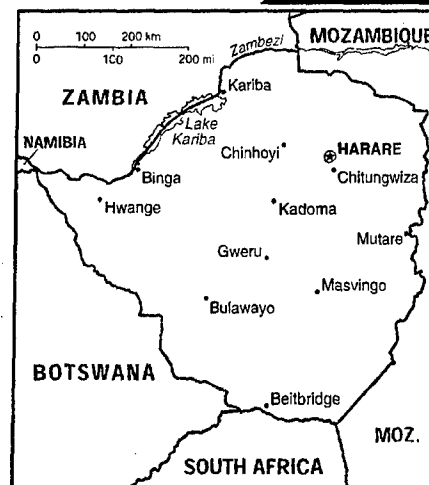 0 100 200 km
0 100 200 mi
Zambezi
MOZAMBIQUE
ZAMBIA
Kariba
Lake
Kariba
Chinhoyi
HARARE
NAMIBIA
Binga
Chitungwiza
Hwange
Kadoma
Mutare
Gweru
Masvingo
Bulawayo
BOTSWANA
Beitbridge
MOZ.
SOUTH AFRICA